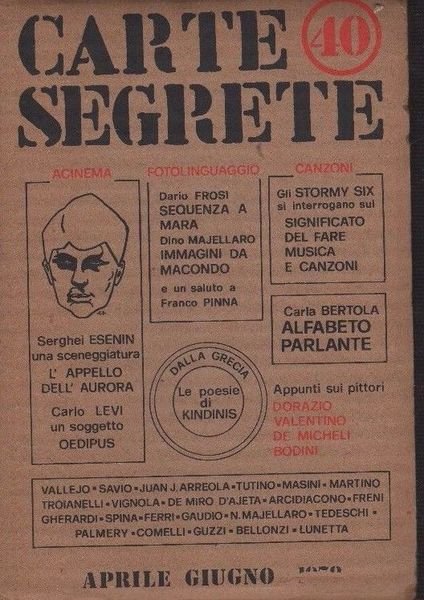 CARTE 40
SEGRETE
ACINEMA
Serghei ESENIN
una sceneggiatura
L' APPELLO
DELL' AURORA
Carlo LEVI
un soggetto
OEDIPUS
FOTOLINGUAGGIO
Dario FROSI
SEQUENZA A
MARA
Dino MAJELLARO
IMMAGINI DA
MACONDO
e un saluto a
Franco PINNA
CANZONI
Gli STORMY SIX
si interrogano sul
SIGNIFICATO
DEL FARE
MUSICA
E CANZONI
Carla BERTOLA
ALFABETO
PARLANTE
DALLA GRECIA
Le poesie
di
KINDINIS
Appunti sui pittori
DORAZIO
VALENTINO
DE MICHELI
BODINI
VALLEJO • SAVIO • JUAN J. ARREOLA • TUTINO • MASINI • MARTINO
TROIANELLI • VIGNOLA • DE MIRO D'AJETA • ARCIDIACONO • FRENI
GHERARDI • SPINA • FERRI • GAUDIO • N. MAJELLARO • TEDESCHI •
PALMERY • COMELLI • GUZZI • BELLONZI • LUNETTA
APRILE GIUGNO